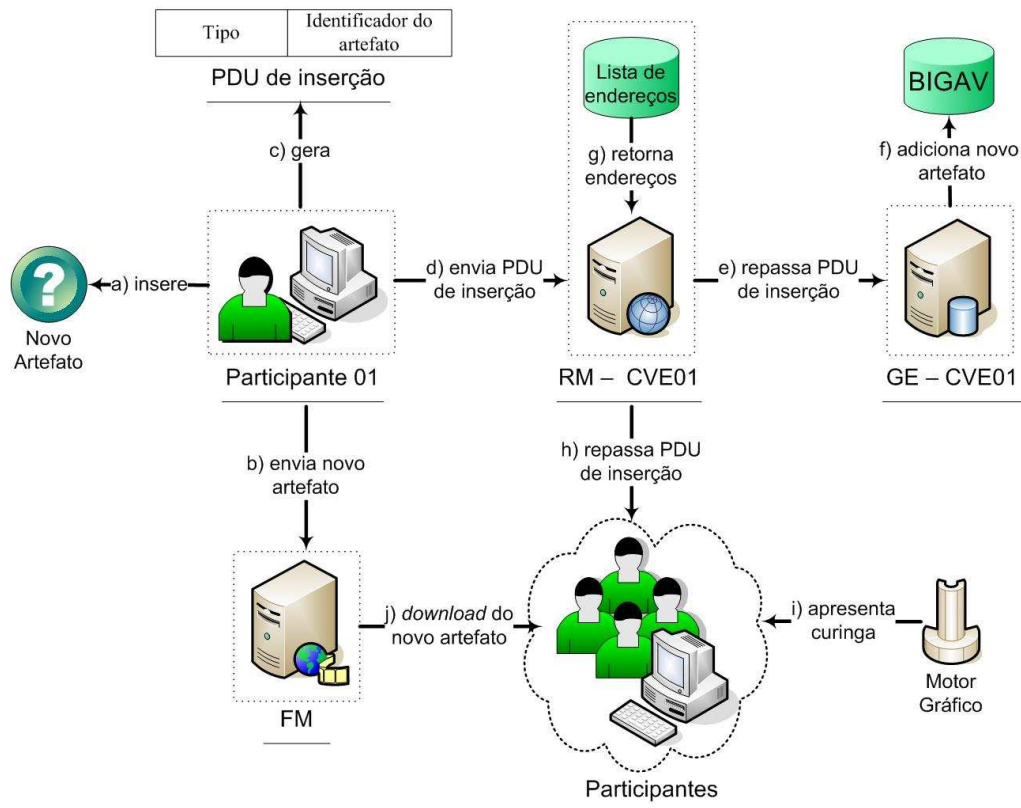 Tipo
Identificador do
artefato
PDU de inserção
Lista de
endereços
BIGAV
c) gera
g) retorna
endereços
f) adiciona novo
artefato
a) insere
d) envia PDU
de inserção
e) repassa PDU
de inserção
Novo
Artefato
Participante 01
RM – CVE01
GE – CVE01
b) envia novo
artefato
h) repassa PDU
de inserção
j) download do
novo artefato
i) apresenta
curinga
FM
Motor
Gráfico
Participantes